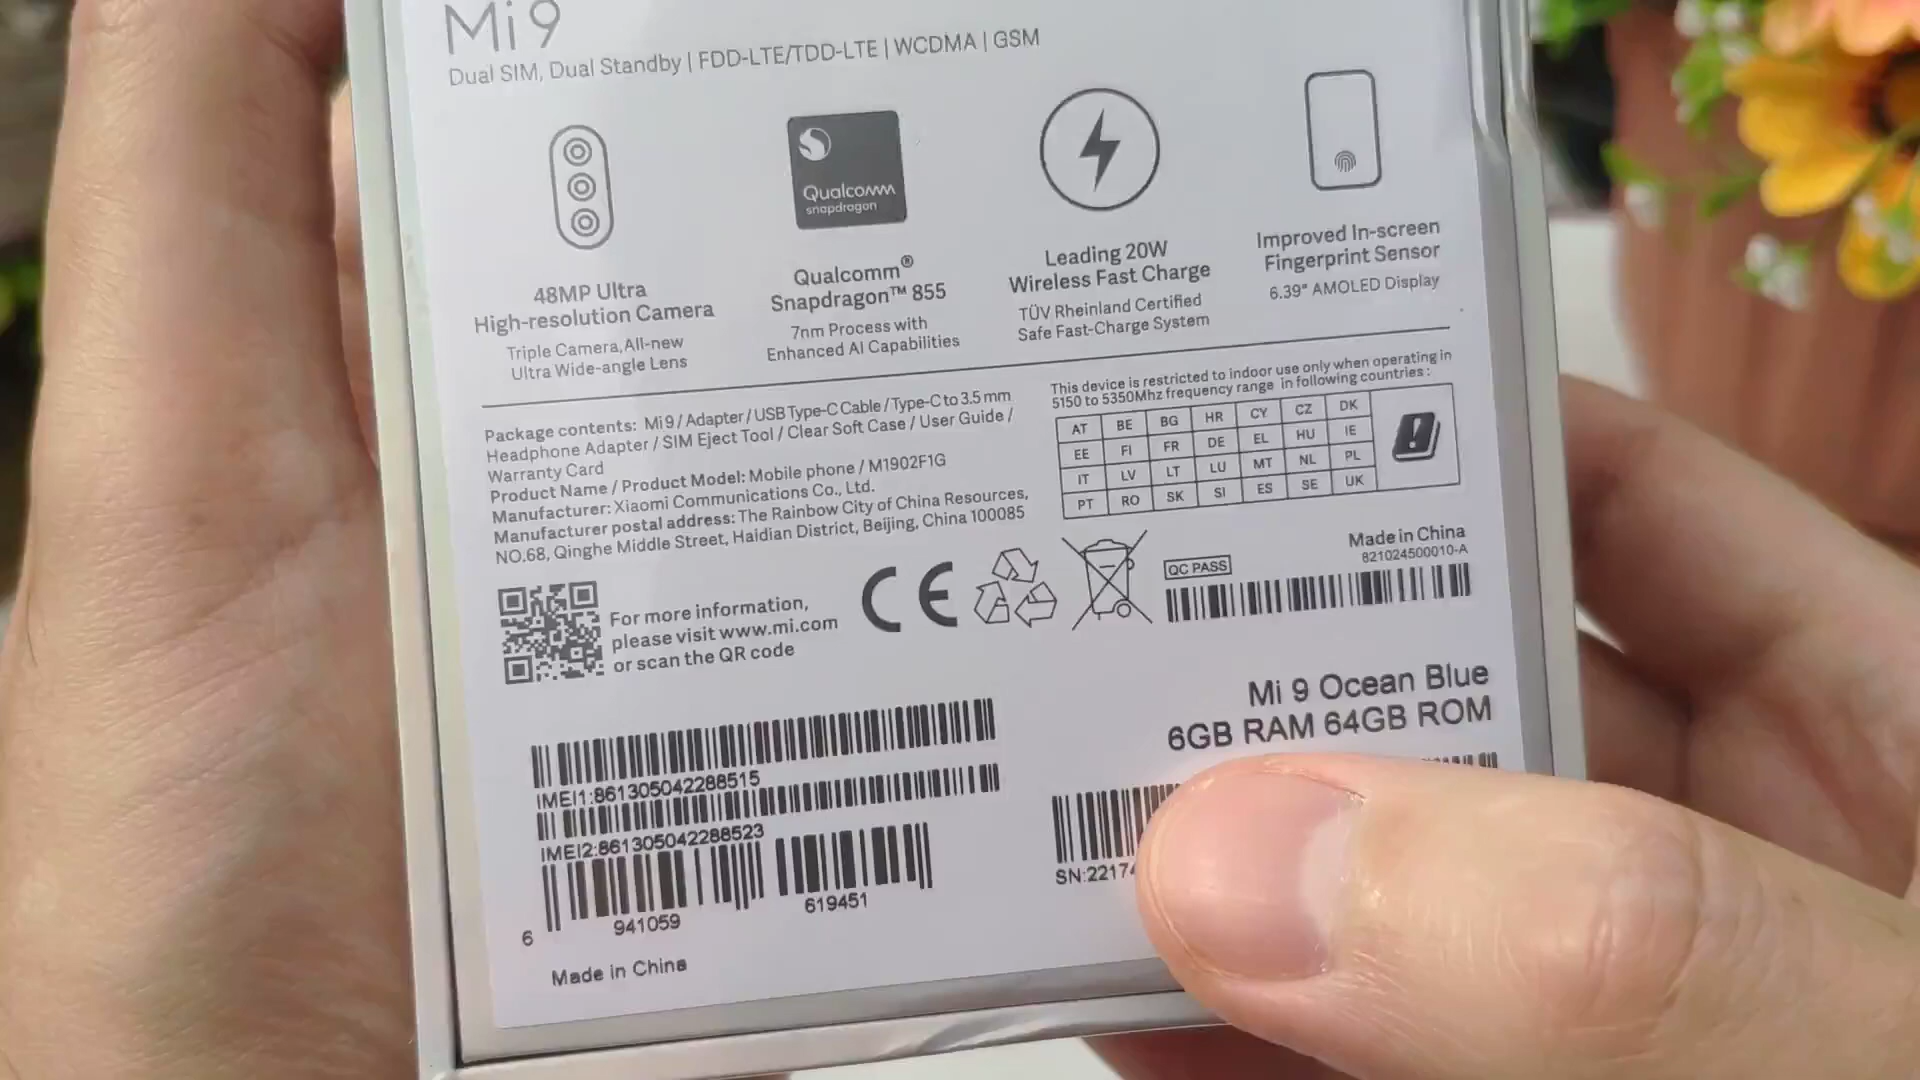 Mi 9
Dual SIM, Dual Standby | FDD-LTE/TDD-LTE | WCDMA | GSM
Qualcomm
snapdragon
48MP Ultra
High-resolution Camera
Triple Camera,All-new
Ultra Wide-angle Lens
Qualcomm®
Snapdragon™ 855
7nm Process with
Enhanced AI Capabilities
Leading 20W
Wireless Fast Charge
TÜV Rheinland Certified
Safe Fast-Charge System
Improved In-screen
Fingerprint Sensor
6.39" AMOLED Display
Package contents: Mi 9 / Adapter / USB Type-C Cable / Type-C to 3.5 mm
Headphone Adapter / SIM Eject Tool / Clear Soft Case / User Guide /
Warranty Card
Product Name / Product Model: Mobile phone / M1902F1G
Manufacturer: Xiaomi Communications Co., Ltd.
Manufacturer postal address: The Rainbow City of China Resources,
NO.68, Qinghe Middle Street, Haidian District, Beijing, China 100085
This device is restricted to indoor use only when operating in
5150 to 5350Mhz frequency range in following countries :
AT BE BG HR CY CZ DK
EE FI FR DE EL HU IE
IT LV LT LU MT NL PL
PT RO SK SI ES SE UK
For more information,
please visit www.mi.com
or scan the QR code
CE
QC PASS
Made in China
821024500010-A
Mi 9 Ocean Blue
6GB RAM 64GB ROM
IMEI1:861305042288515
IMEI2:861305042288523
6 941059 619451
SN:22174
Made in China